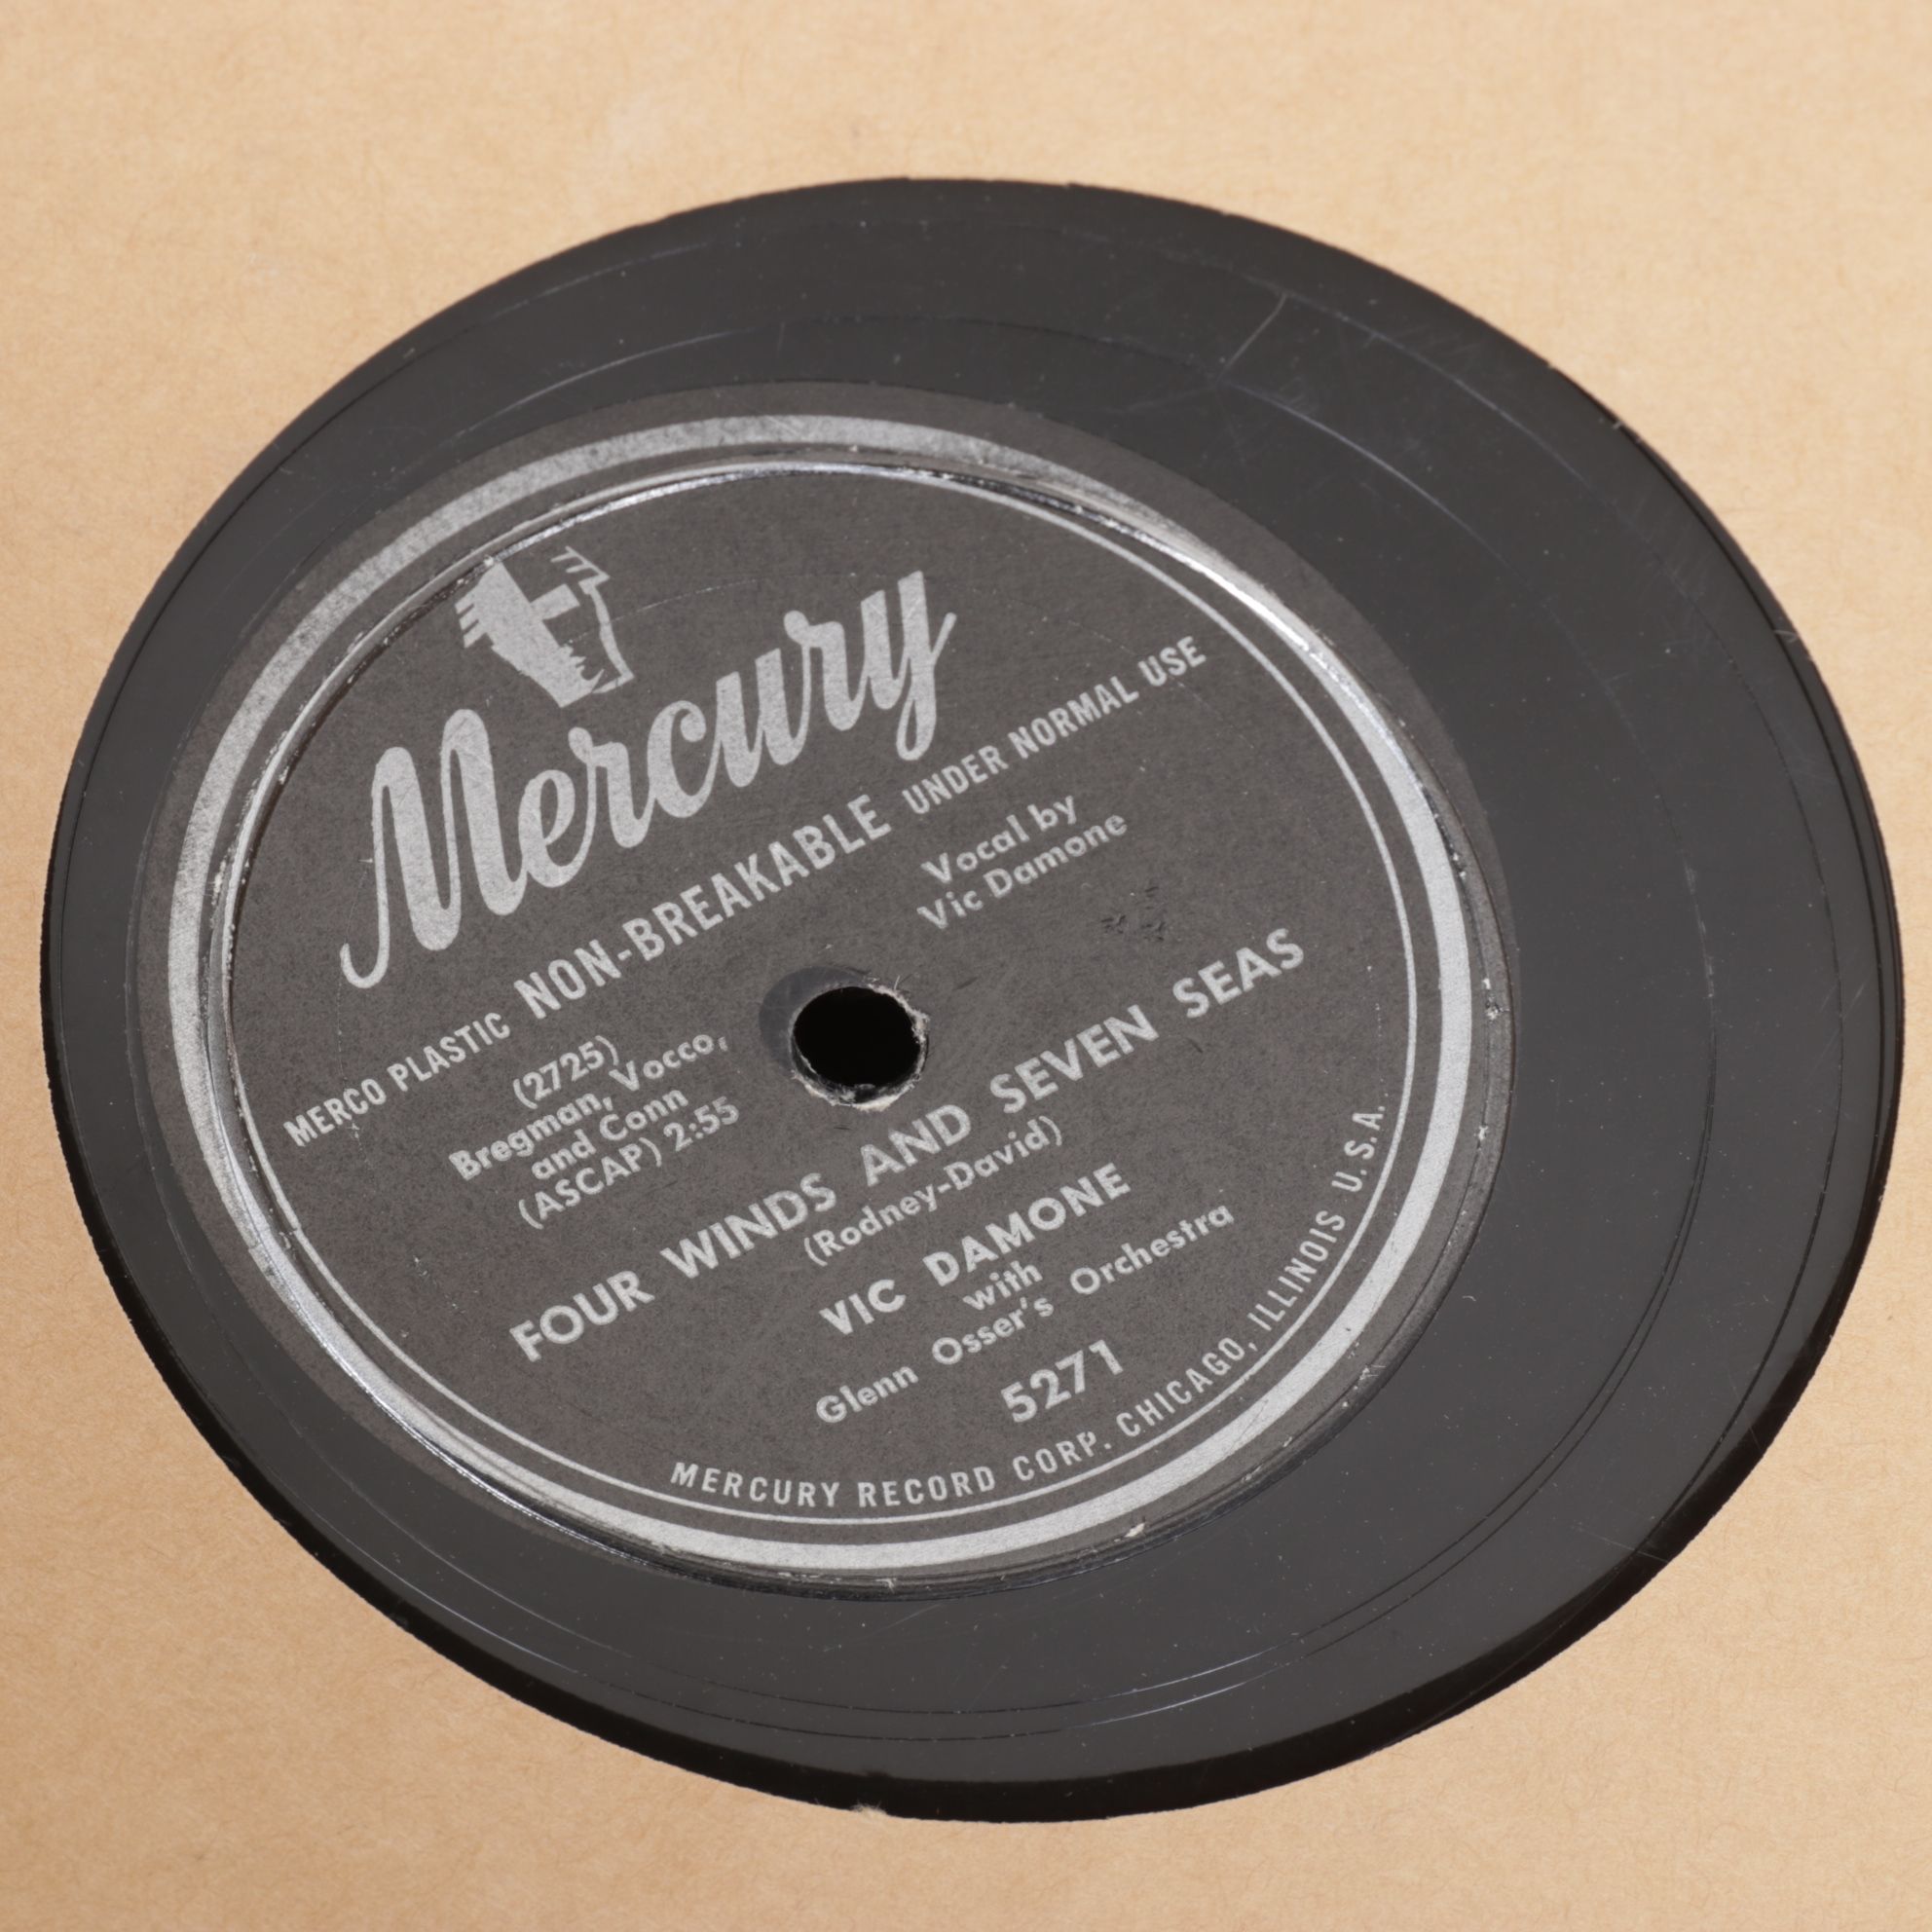 Mercury
MERCO PLASTIC NON-BREAKABLE UNDER NORMAL USE
Vocal by
Vic Damone
(2725)
Bregman, Vocco,
and Conn
(ASCAP) 2:55
FOUR WINDS AND SEVEN SEAS
(Rodney-David)
VIC DAMONE
with
Glenn Osser's Orchestra
5271
MERCURY RECORD CORP. CHICAGO, ILLINOIS U.S.A.